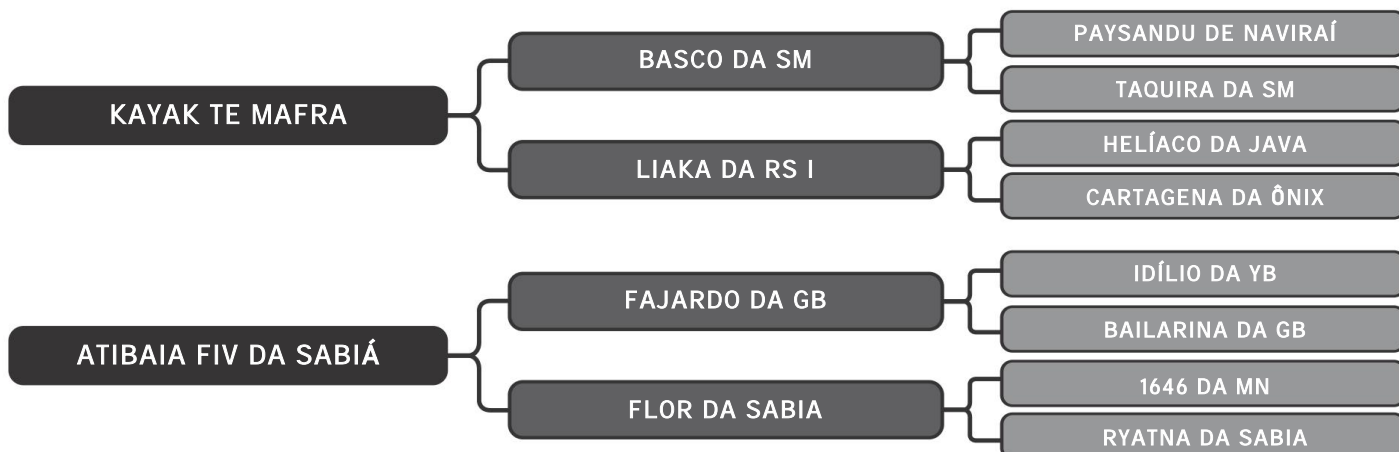 PAYSANDU DE NAVIRAÍ
BASCO DA SM
TAQUIRA DA SM
KAYAK TE MAFRA
HELÍACO DA JAVA
LIAKA DA RS I
CARTAGENA DA ÔNIX
IDÍLIO DA YB
FAJARDO DA GB
BAILARINA DA GB
ATIBAIA FIV DA SABIÁ
1646 DA MN
FLOR DA SABIA
RYATNA DA SABIA